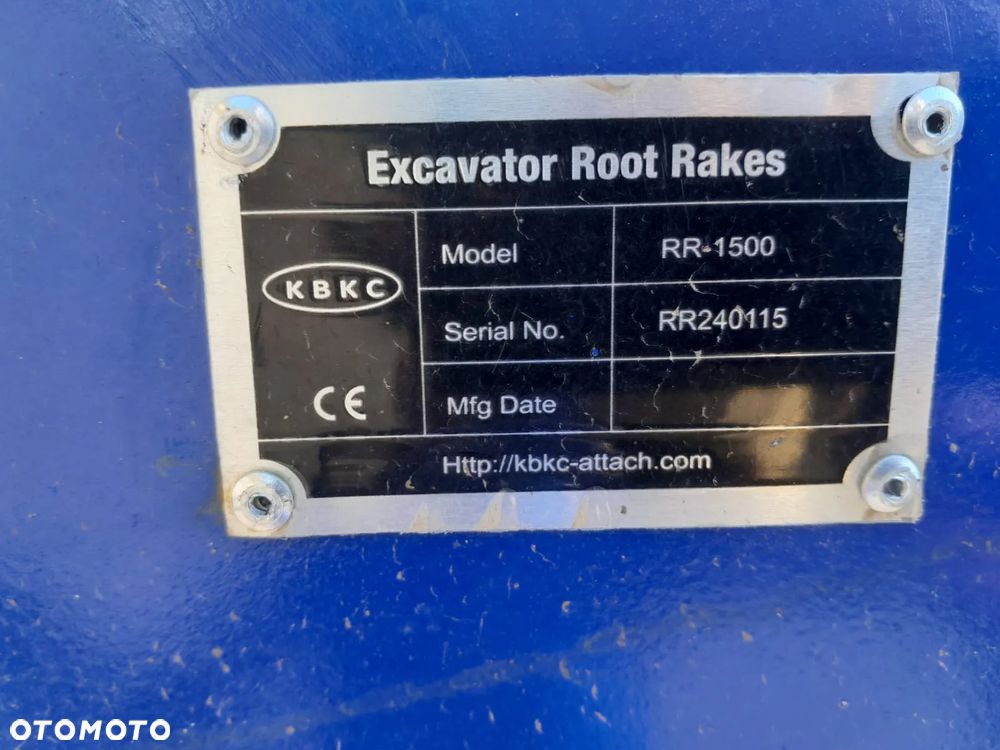 Excavator Root Rakes
KBKC
CE
Model RR-1500
Serial No. RR240115
Mfg Date
Http://kbkc-attach.com
OTOMOTO